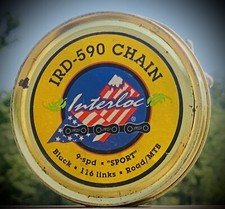 IRD-590 CHAIN
Interloc
9-spd • "SPORT"
Black • 116 links • Road/MTB